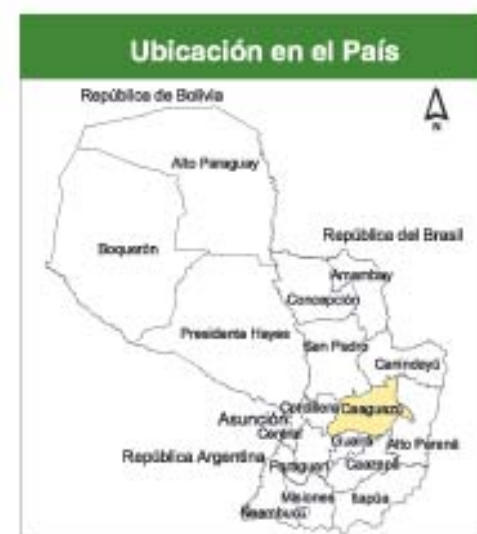 Ubicación en el País
República de Bolivia
N
Alto Paraguay
República del Brasil
Boquerón
Amambay
Concepción
Presidente Hayes
San Pedro
Canindeyú
Cordillera
Caaguazú
Asunción
Central
Guairá
Alto Paraná
República Argentina
Paraguarí
Caazapá
Misiones
Itapúa
Ñeembucú